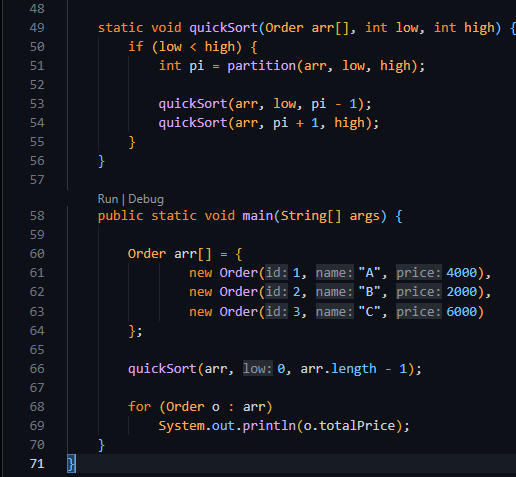 48
49 static void quickSort(Order arr[], int low, int high) {
50 if (low < high) {
51 int pi = partition(arr, low, high);
52
53 quickSort(arr, low, pi - 1);
54 quickSort(arr, pi + 1, high);
55 }
56 }
57
Run | Debug
58 public static void main(String[] args) {
59
60 Order arr[] = {
61 new Order(id: 1, name: "A", price: 4000),
62 new Order(id: 2, name: "B", price: 2000),
63 new Order(id: 3, name: "C", price: 6000)
64 };
65
66 quickSort(arr, low: 0, arr.length - 1);
67
68 for (Order o : arr)
69 System.out.println(o.totalPrice);
70 }
71 }